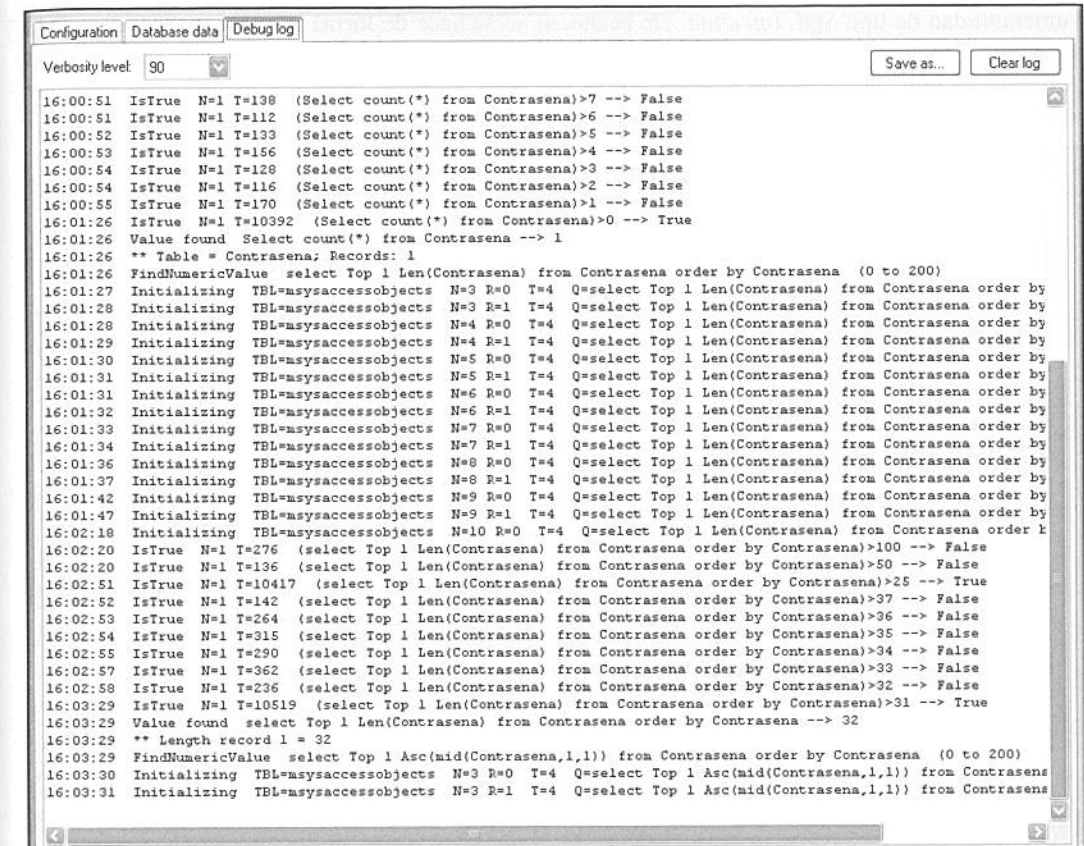 Configuration Database data Debug log
Verbosity level: 90 Save as... Clear log
16:00:51 IsTrue N=1 T=138 (Select count(*) from Contrasena)>7 --> False
16:00:51 IsTrue N=1 T=112 (Select count(*) from Contrasena)>6 --> False
16:00:52 IsTrue N=1 T=133 (Select count(*) from Contrasena)>5 --> False
16:00:53 IsTrue N=1 T=156 (Select count(*) from Contrasena)>4 --> False
16:00:54 IsTrue N=1 T=128 (Select count(*) from Contrasena)>3 --> False
16:00:54 IsTrue N=1 T=116 (Select count(*) from Contrasena)>2 --> False
16:00:55 IsTrue N=1 T=170 (Select count(*) from Contrasena)>1 --> False
16:01:26 IsTrue N=1 T=10392 (Select count(*) from Contrasena)>0 --> True
16:01:26 Value found Select count(*) from Contrasena --> 1
16:01:26 ** Table = Contrasena; Records: 1
16:01:26 FindNumericValue select Top 1 Len(Contrasena) from Contrasena order by Contrasena (0 to 200)
16:01:27 Initializing TBL=msysaccessobjects N=3 R=0 T=4 Q=select Top 1 Len(Contrasena) from Contrasena order by
16:01:28 Initializing TBL=msysaccessobjects N=3 R=1 T=4 Q=select Top 1 Len(Contrasena) from Contrasena order by
16:01:28 Initializing TBL=msysaccessobjects N=4 R=0 T=4 Q=select Top 1 Len(Contrasena) from Contrasena order by
16:01:29 Initializing TBL=msysaccessobjects N=4 R=1 T=4 Q=select Top 1 Len(Contrasena) from Contrasena order by
16:01:30 Initializing TBL=msysaccessobjects N=5 R=0 T=4 Q=select Top 1 Len(Contrasena) from Contrasena order by
16:01:31 Initializing TBL=msysaccessobjects N=5 R=1 T=4 Q=select Top 1 Len(Contrasena) from Contrasena order by
16:01:31 Initializing TBL=msysaccessobjects N=6 R=0 T=4 Q=select Top 1 Len(Contrasena) from Contrasena order by
16:01:32 Initializing TBL=msysaccessobjects N=6 R=1 T=4 Q=select Top 1 Len(Contrasena) from Contrasena order by
16:01:33 Initializing TBL=msysaccessobjects N=7 R=0 T=4 Q=select Top 1 Len(Contrasena) from Contrasena order by
16:01:34 Initializing TBL=msysaccessobjects N=7 R=1 T=4 Q=select Top 1 Len(Contrasena) from Contrasena order by
16:01:36 Initializing TBL=msysaccessobjects N=8 R=0 T=4 Q=select Top 1 Len(Contrasena) from Contrasena order by
16:01:37 Initializing TBL=msysaccessobjects N=8 R=1 T=4 Q=select Top 1 Len(Contrasena) from Contrasena order by
16:01:42 Initializing TBL=msysaccessobjects N=9 R=0 T=4 Q=select Top 1 Len(Contrasena) from Contrasena order by
16:01:47 Initializing TBL=msysaccessobjects N=9 R=1 T=4 Q=select Top 1 Len(Contrasena) from Contrasena order by
16:02:18 Initializing TBL=msysaccessobjects N=10 R=0 T=4 Q=select Top 1 Len(Contrasena) from Contrasena order b
16:02:20 IsTrue N=1 T=276 (select Top 1 Len(Contrasena) from Contrasena order by Contrasena)>100 --> False
16:02:20 IsTrue N=1 T=136 (select Top 1 Len(Contrasena) from Contrasena order by Contrasena)>50 --> False
16:02:51 IsTrue N=1 T=10417 (select Top 1 Len(Contrasena) from Contrasena order by Contrasena)>25 --> True
16:02:52 IsTrue N=1 T=142 (select Top 1 Len(Contrasena) from Contrasena order by Contrasena)>37 --> False
16:02:53 IsTrue N=1 T=264 (select Top 1 Len(Contrasena) from Contrasena order by Contrasena)>36 --> False
16:02:54 IsTrue N=1 T=315 (select Top 1 Len(Contrasena) from Contrasena order by Contrasena)>35 --> False
16:02:55 IsTrue N=1 T=290 (select Top 1 Len(Contrasena) from Contrasena order by Contrasena)>34 --> False
16:02:57 IsTrue N=1 T=362 (select Top 1 Len(Contrasena) from Contrasena order by Contrasena)>33 --> False
16:02:58 IsTrue N=1 T=236 (select Top 1 Len(Contrasena) from Contrasena order by Contrasena)>32 --> False
16:03:29 IsTrue N=1 T=10519 (select Top 1 Len(Contrasena) from Contrasena order by Contrasena)>31 --> True
16:03:29 Value found select Top 1 Len(Contrasena) from Contrasena order by Contrasena --> 32
16:03:29 ** Length record 1 = 32
16:03:29 FindNumericValue select Top 1 Asc(mid(Contrasena,1,1)) from Contrasena order by Contrasena (0 to 200)
16:03:30 Initializing TBL=msysaccessobjects N=3 R=0 T=4 Q=select Top 1 Asc(mid(Contrasena,1,1)) from Contrasena
16:03:31 Initializing TBL=msysaccessobjects N=3 R=1 T=4 Q=select Top 1 Asc(mid(Contrasena,1,1)) from Contrasena